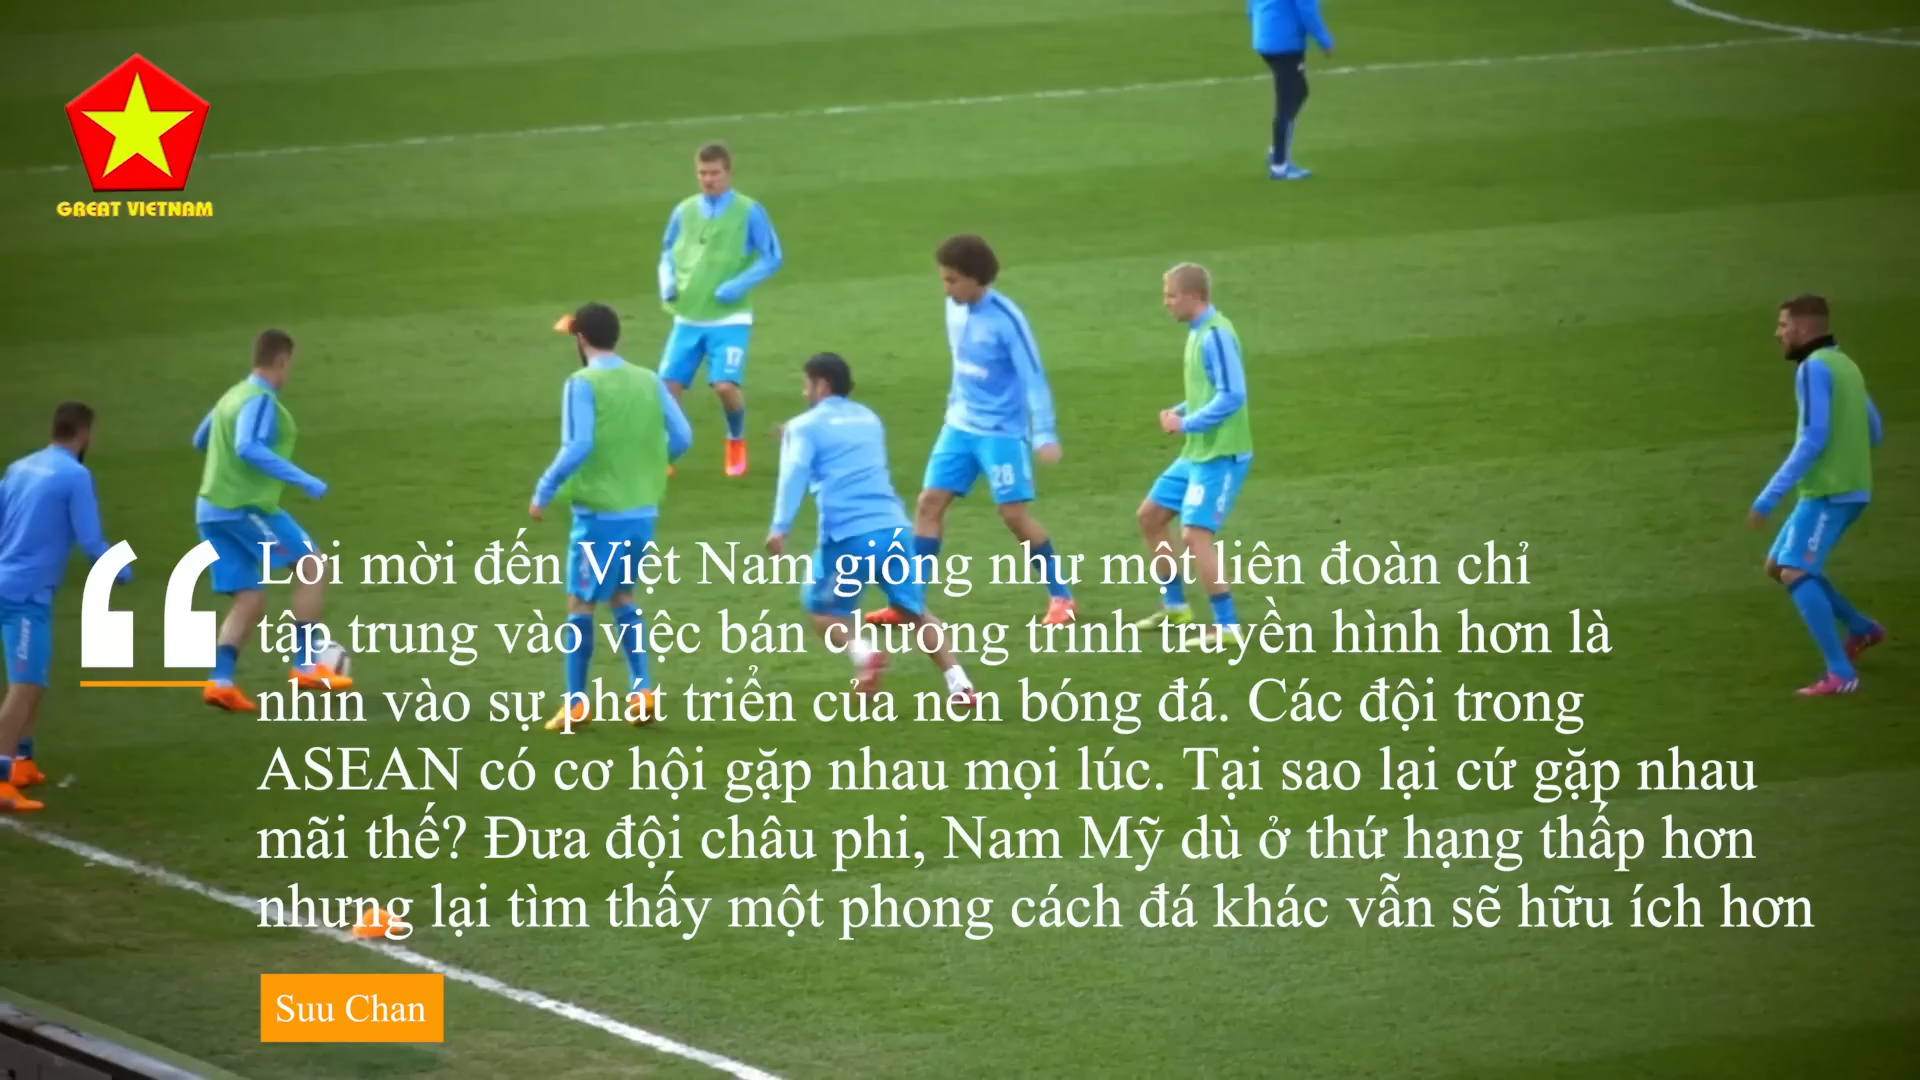 GREAT VIETNAM
17
28
Lời mời đến Việt Nam giống như một liên đoàn chỉ
tập trung vào việc bán chương trình truyền hình hơn là
nhìn vào sự phát triển của nền bóng đá. Các đội trong
ASEAN có cơ hội gặp nhau mọi lúc. Tại sao lại cứ gặp nhau
mãi thế? Đưa đội châu phi, Nam Mỹ dù ở thứ hạng thấp hơn
nhưng lại tìm thấy một phong cách đá khác vẫn sẽ hữu ích hơn
Suu Chan